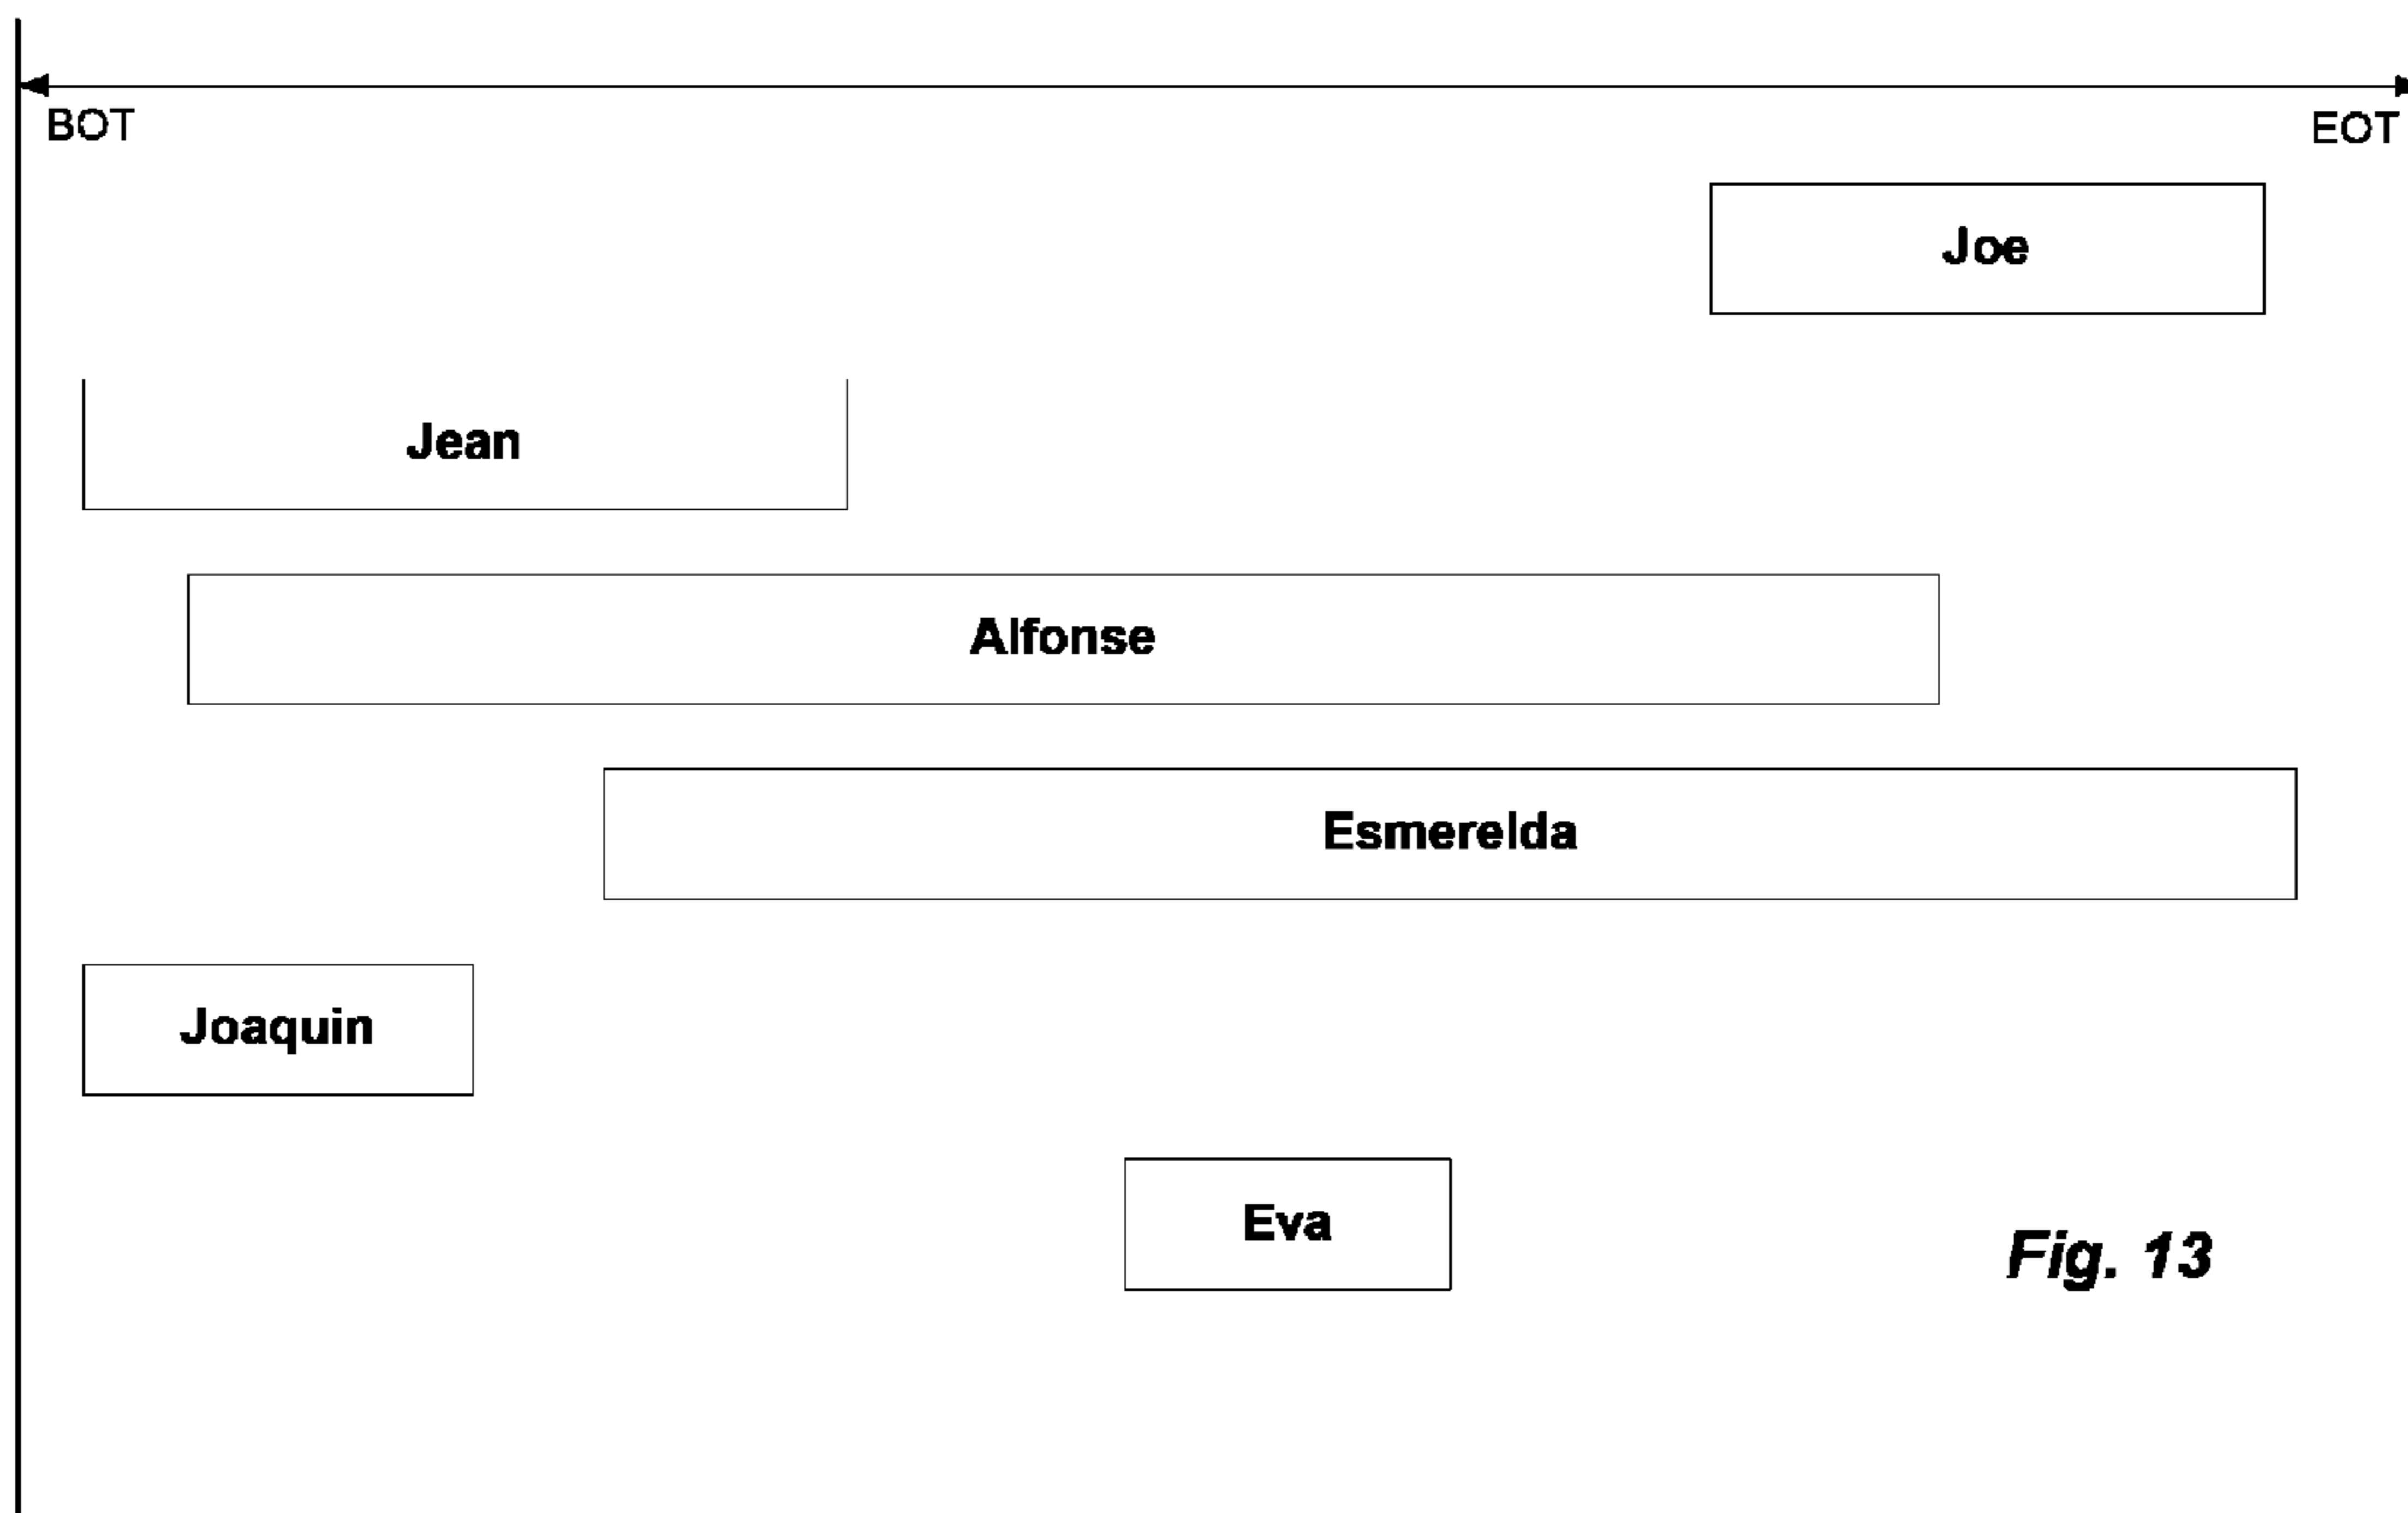 BOT
EOT
Joe
Jean
Alfonse
Esmerelda
Joaquin
Eva
Fig. 13